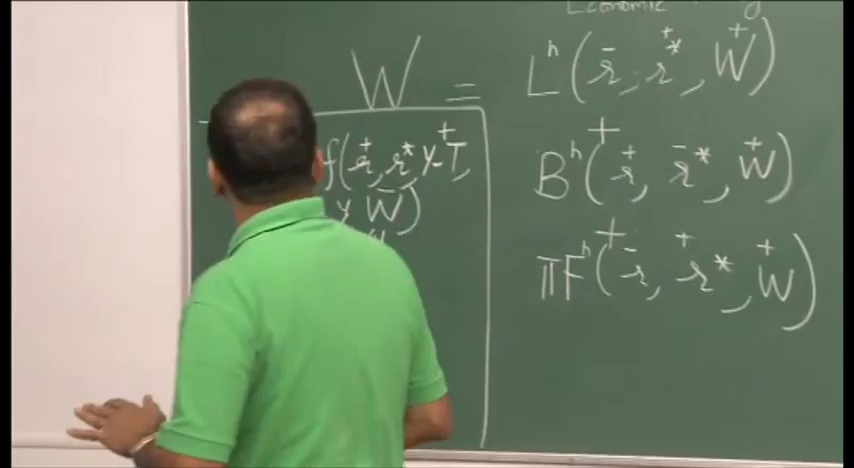 Economic
W = L^h (r̄, r⁺*, W⁺)
+ B^h (r⁺, r̄*, W⁺)
+ πF^h (r̄, r⁺*, W⁺)
f(r⁺, r̄*, Y-T⁺,
Y W)